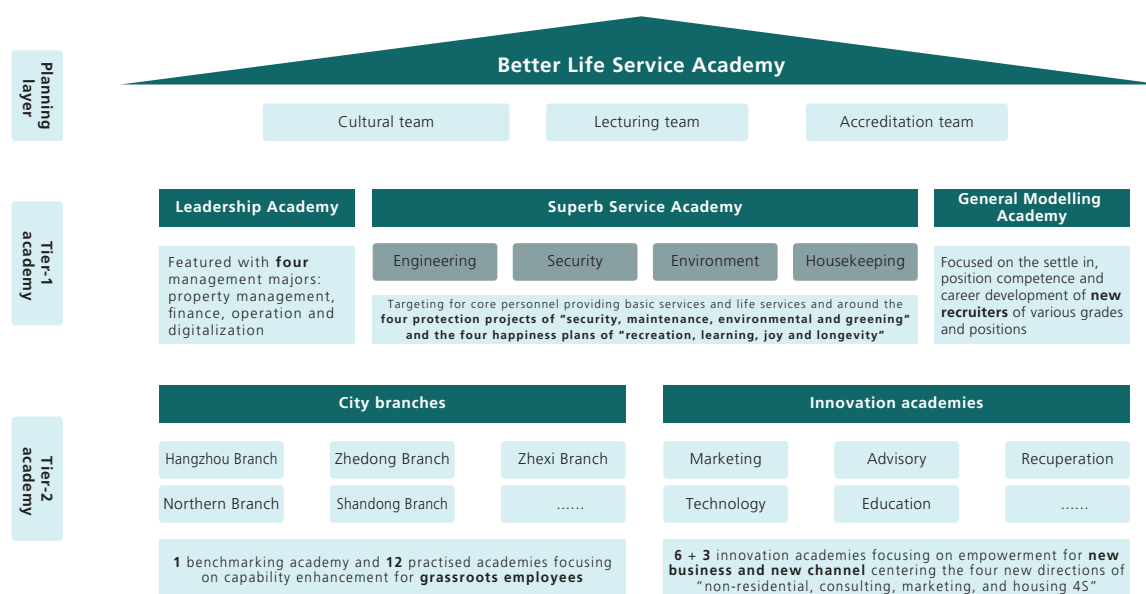 Better Life Service Academy
Planning
layer
Cultural team
Lecturing team
Accreditation team
Tier-1
academy
Leadership Academy
Featured with four
management majors:
property management,
finance, operation and
digitalization
Superb Service Academy
Engineering
Security
Environment
Housekeeping
Targeting for core personnel providing basic services and life services and around the
four protection projects of "security, maintenance, environmental and greening"
and the four happiness plans of "recreation, learning, joy and longevity"
General Modelling
Academy
Focused on the settle in,
position competence and
career development of new
recruiters of various grades
and positions
Tier-2
academy
City branches
Hangzhou Branch
Zhedong Branch
Zhexi Branch
Northern Branch
Shandong Branch
......
1 benchmarking academy and 12 practised academies focusing
on capability enhancement for grassroots employees
Innovation academies
Marketing
Advisory
Recuperation
Technology
Education
......
6 + 3 innovation academies focusing on empowerment for new
business and new channel centering the four new directions of
"non-residential, consulting, marketing, and housing 4S"